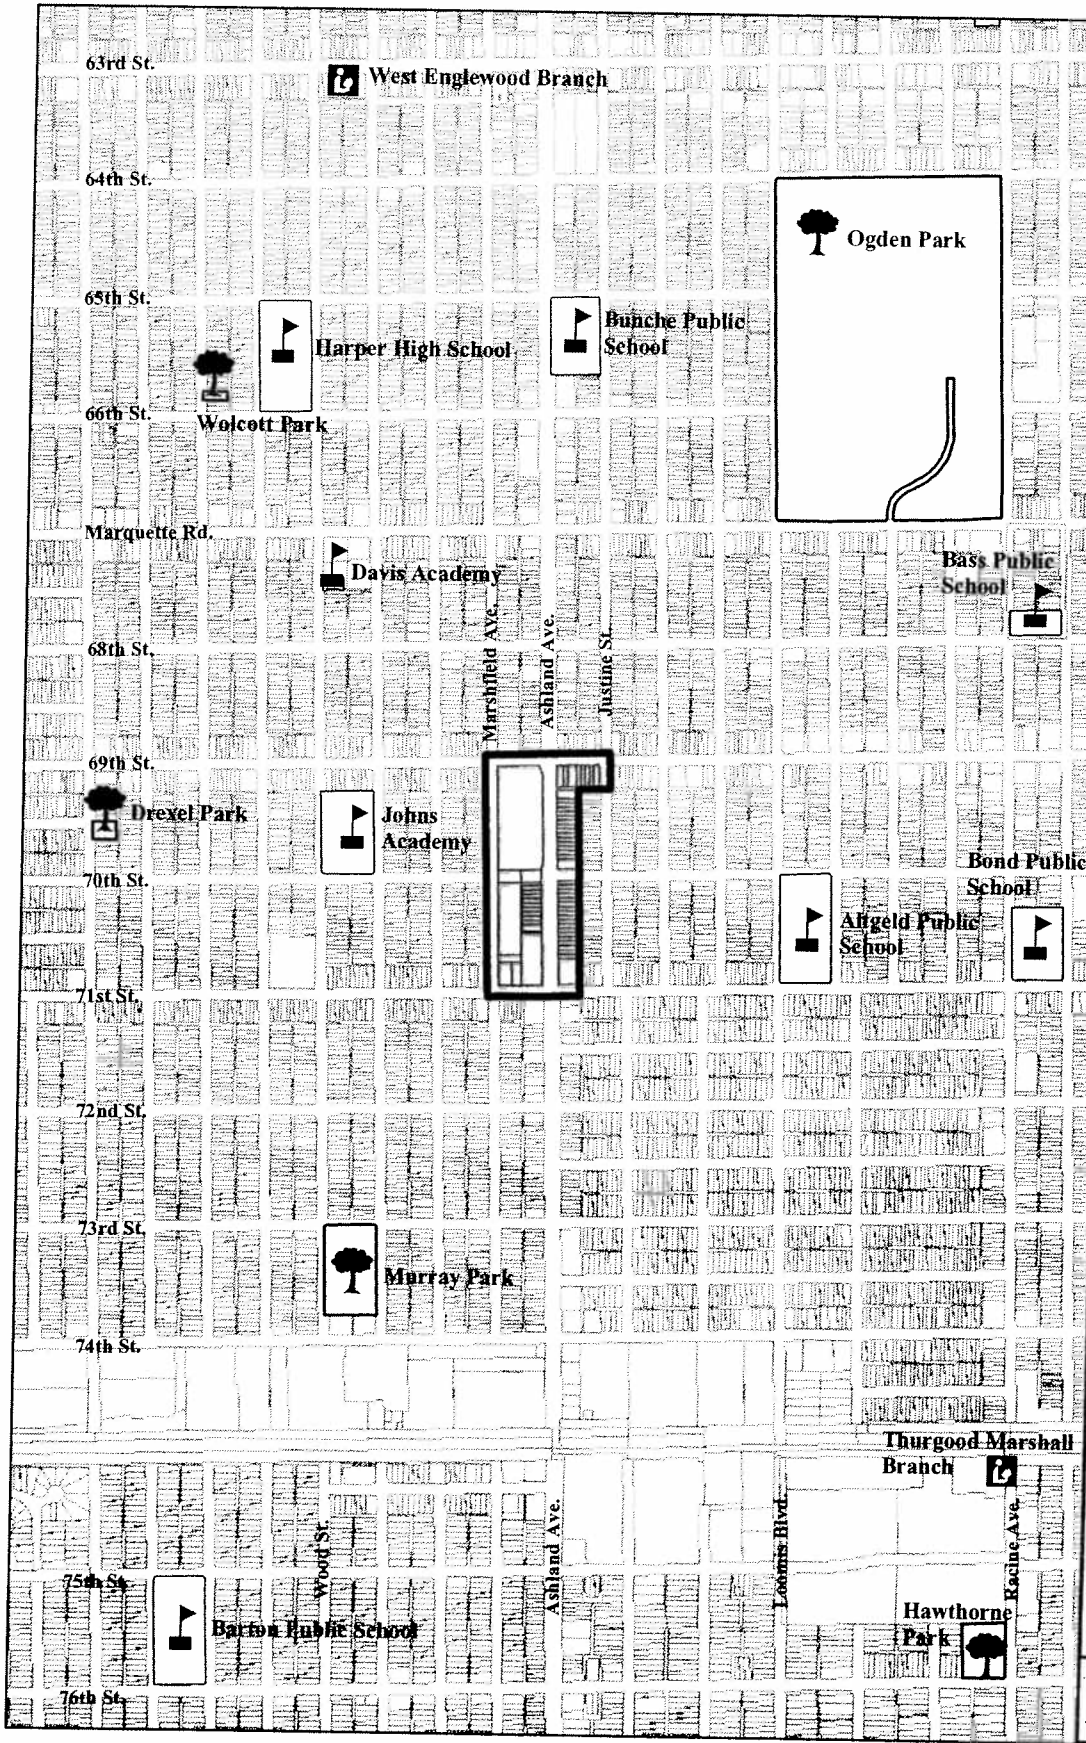 63rd St.
West Englewood Branch
64th St.
Ogden Park
65th St.
Bunche Public
School
Harper High School
66th St.
Wolcott Park
Marquette Rd.
Bass Public
School
Davis Academy
Marshfield Ave.
Ashland Ave.
Justine St.
68th St.
69th St.
Drexel Park
Johns
Academy
Bond Public
School
70th St.
Altgeld Public
School
71st St.
72nd St.
73rd St.
Murray Park
74th St.
Thurgood Marshall
Branch
Wood St.
Ashland Ave.
Loomis Blvd.
Racine Ave.
75th St.
Hawthorne
Park
Barton Public School
76th St.